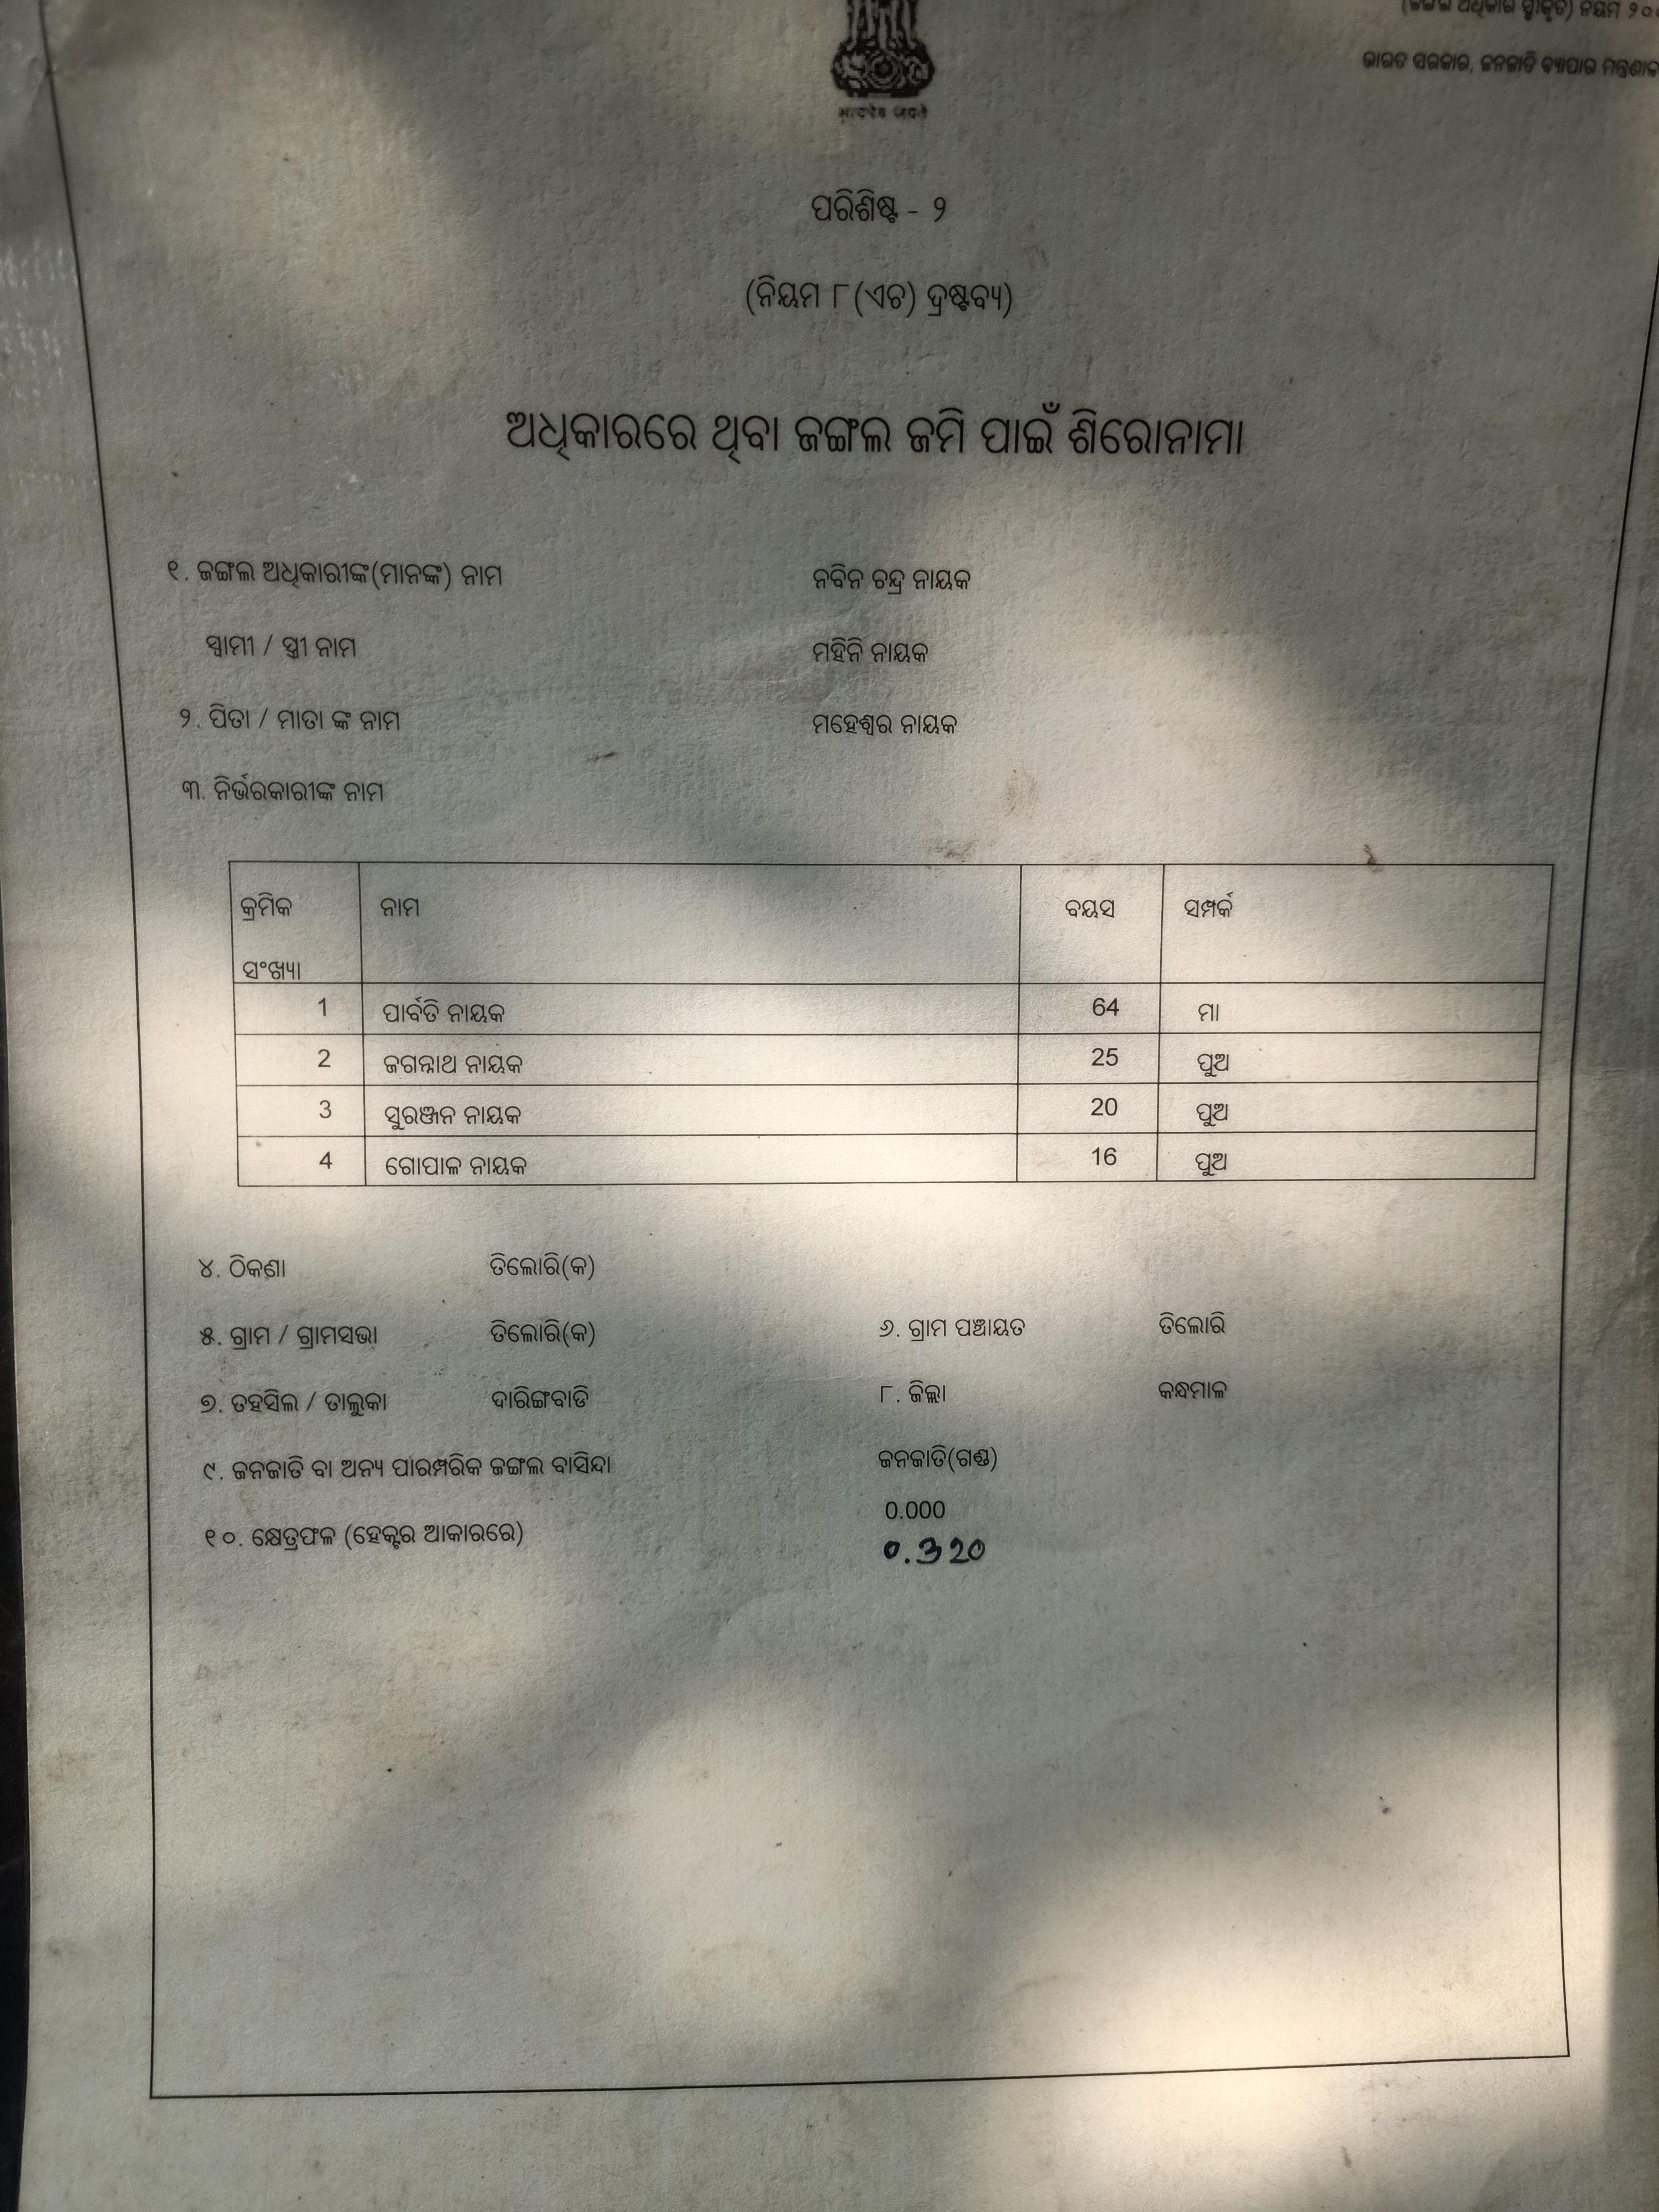 ଅଧିକାର ନିୟମ
ଭାରତ ସରକାର, ଜନଜାତି ବ୍ୟାପାର
ପରିଶିଷ୍ଟ - ୨
(ନିୟମ ୮(ଏଚ) ଦ୍ରଷ୍ଟବ୍ୟ)
ଅଧିକାରରେ ଥିବା ଜଙ୍ଗଲ ଜମି ପାଇଁ ଶିରୋନାମା
୧. ଜଙ୍ଗଲ ଅଧିକାରୀଙ୍କ(ମାନଙ୍କ) ନାମ ନବିନ ଚନ୍ଦ୍ର ନାୟକ
ସ୍ଵାମୀ / ସ୍ତ୍ରୀ ନାମ ମହିନି ନାୟକ
୨. ପିତା / ମାତା ଙ୍କ ନାମ ମହେଶ୍ଵର ନାୟକ
୩. ନିର୍ଭରକାରୀଙ୍କ ନାମ
କ୍ରମିକ ନାମ ବୟସ ସମ୍ପର୍କ
ସଂଖ୍ୟା
1 ପାର୍ବତି ନାୟକ 64 ମା
2 ଜଗନ୍ନାଥ ନାୟକ 25 ପୁଅ
3 ସୁରଞ୍ଜନ ନାୟକ 20 ପୁଅ
4 ଗୋପାଳ ନାୟକ 16 ପୁଅ
୪. ଠିକଣା ତିଲୋରି(କ)
୫. ଗ୍ରାମ / ଗ୍ରାମସଭା ତିଲୋରି(କ) ୬. ଗ୍ରାମ ପଞ୍ଚାୟତ ତିଲୋରି
୭. ତହସିଲ / ତାଲୁକା ଦାରିଙ୍ଗବାଡି ୮. ଜିଲ୍ଲା କନ୍ଧମାଳ
୯. ଜନଜାତି ବା ଅନ୍ୟ ପାରମ୍ପରିକ ଜଙ୍ଗଲ ବାସିନ୍ଦା ଜନଜାତି(ଗଣ୍ଡ)
0.000
୧୦. କ୍ଷେତ୍ରଫଳ (ହେକ୍ଟର ଆକାରରେ)
0.320